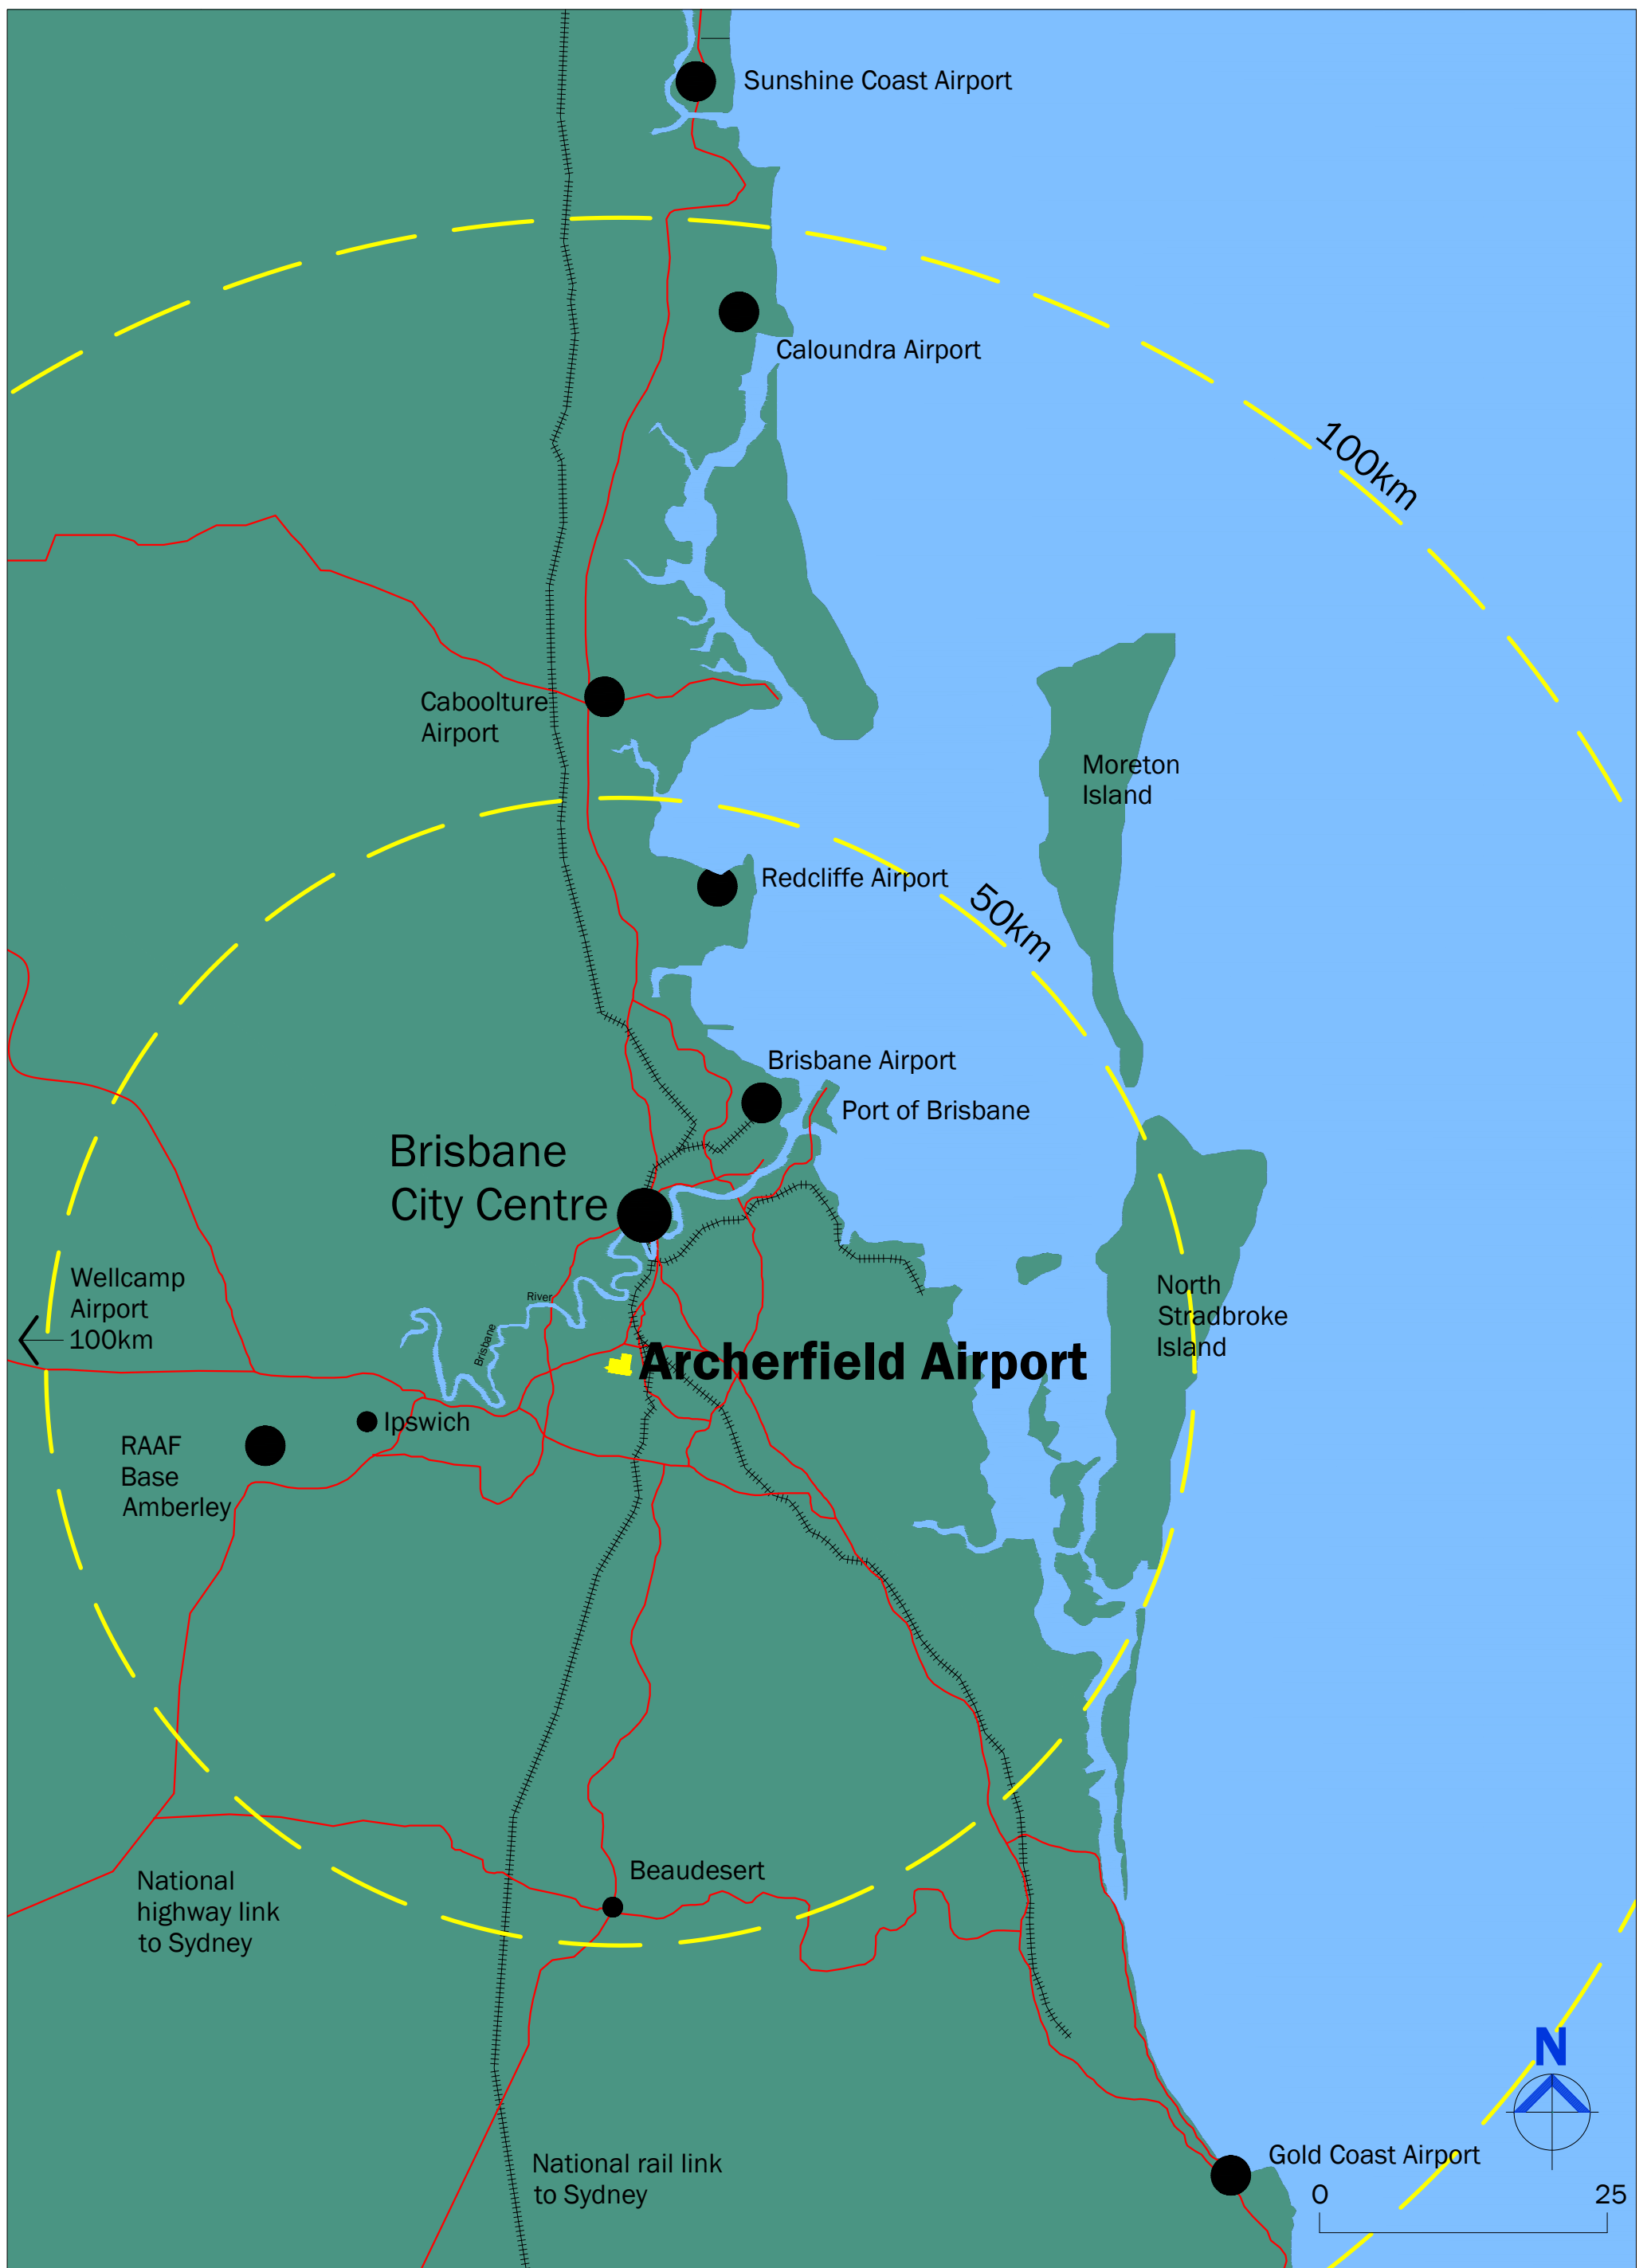 Sunshine Coast Airport
Caloundra Airport
100km
Caboolture
Airport
Moreton
Island
Redcliffe Airport
50km
Brisbane Airport
Port of Brisbane
Brisbane
City Centre
Wellcamp
Airport
100km
River
Brisbane
North
Stradbroke
Island
Archerfield Airport
Ipswich
RAAF
Base
Amberley
Beaudesert
National
highway link
to Sydney
N
National rail link
to Sydney
Gold Coast Airport
0
25